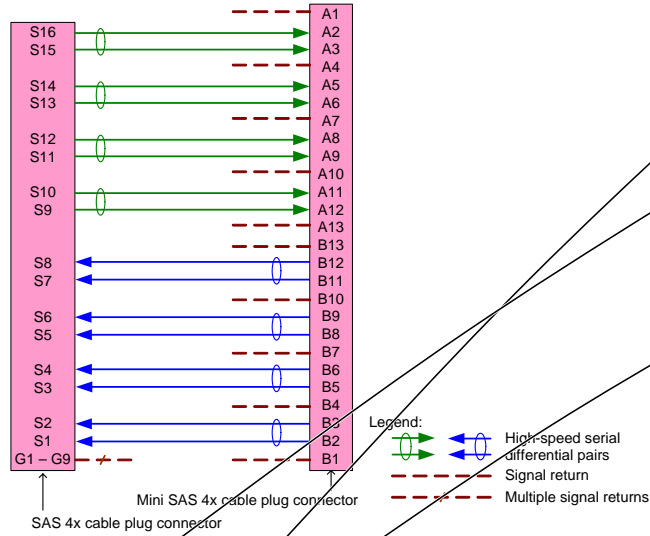 A1
S16 A2
S15 A3
A4
S14 A5
S13 A6
A7
S12 A8
S11 A9
A10
S10 A11
S9 A12
A13
B13
S8 B12
S7 B11
B10
S6 B9
S5 B8
B7
S4 B6
S3 B5
B4
S2 B3
S1 B2
G1 – G9 B1
Legend:
High-speed serial
differential pairs
Signal return
Multiple signal returns
Mini SAS 4x cable plug connector
SAS 4x cable plug connector